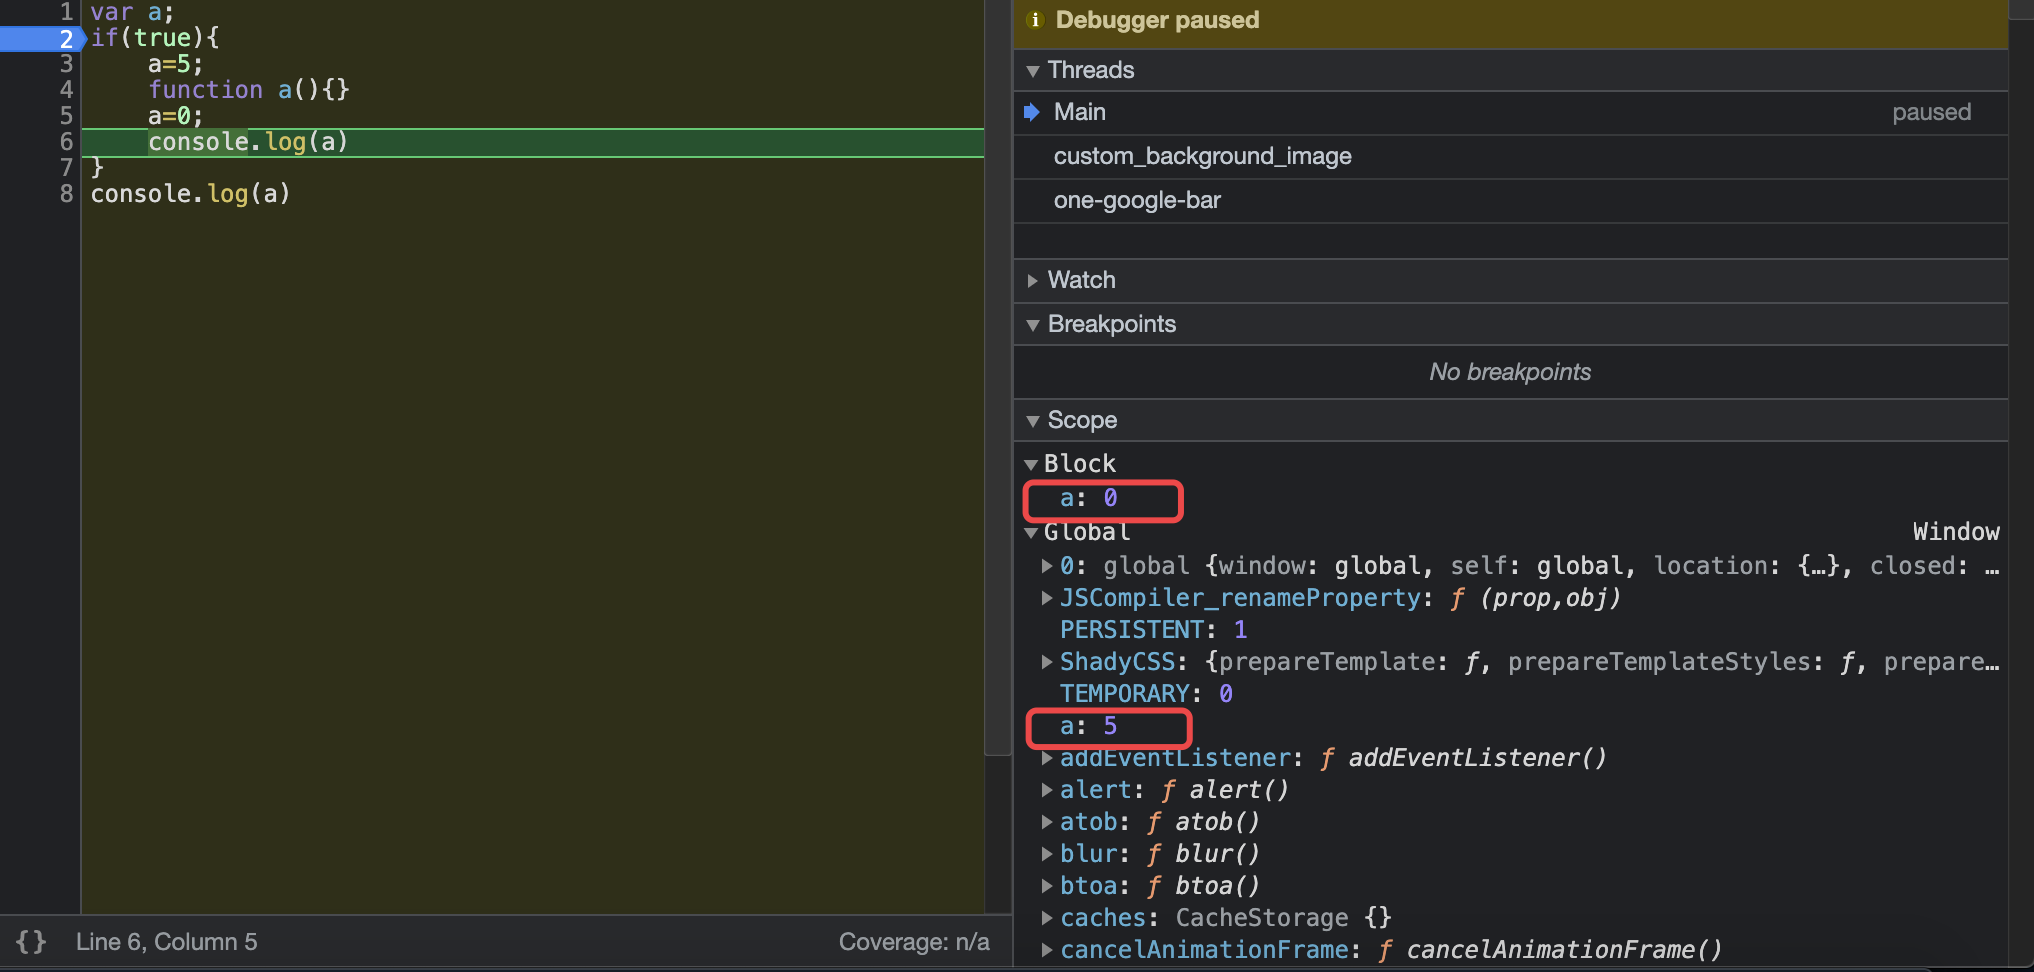 1 var a;
2 if(true){
3 a=5;
4 function a(){}
5 a=0;
6 console.log(a)
7 }
8 console.log(a)
{} Line 6, Column 5
Coverage: n/a
i Debugger paused
Threads
Main paused
custom_background_image
one-google-bar
Watch
Breakpoints
No breakpoints
Scope
Block
a: 0
Global Window
0: global {window: global, self: global, location: {…}, closed: …
JSCompiler_renameProperty: ƒ (prop,obj)
PERSISTENT: 1
ShadyCSS: {prepareTemplate: ƒ, prepareTemplateStyles: ƒ, prepare…
TEMPORARY: 0
a: 5
addEventListener: ƒ addEventListener()
alert: ƒ alert()
atob: ƒ atob()
blur: ƒ blur()
btoa: ƒ btoa()
caches: CacheStorage {}
cancelAnimationFrame: ƒ cancelAnimationFrame()